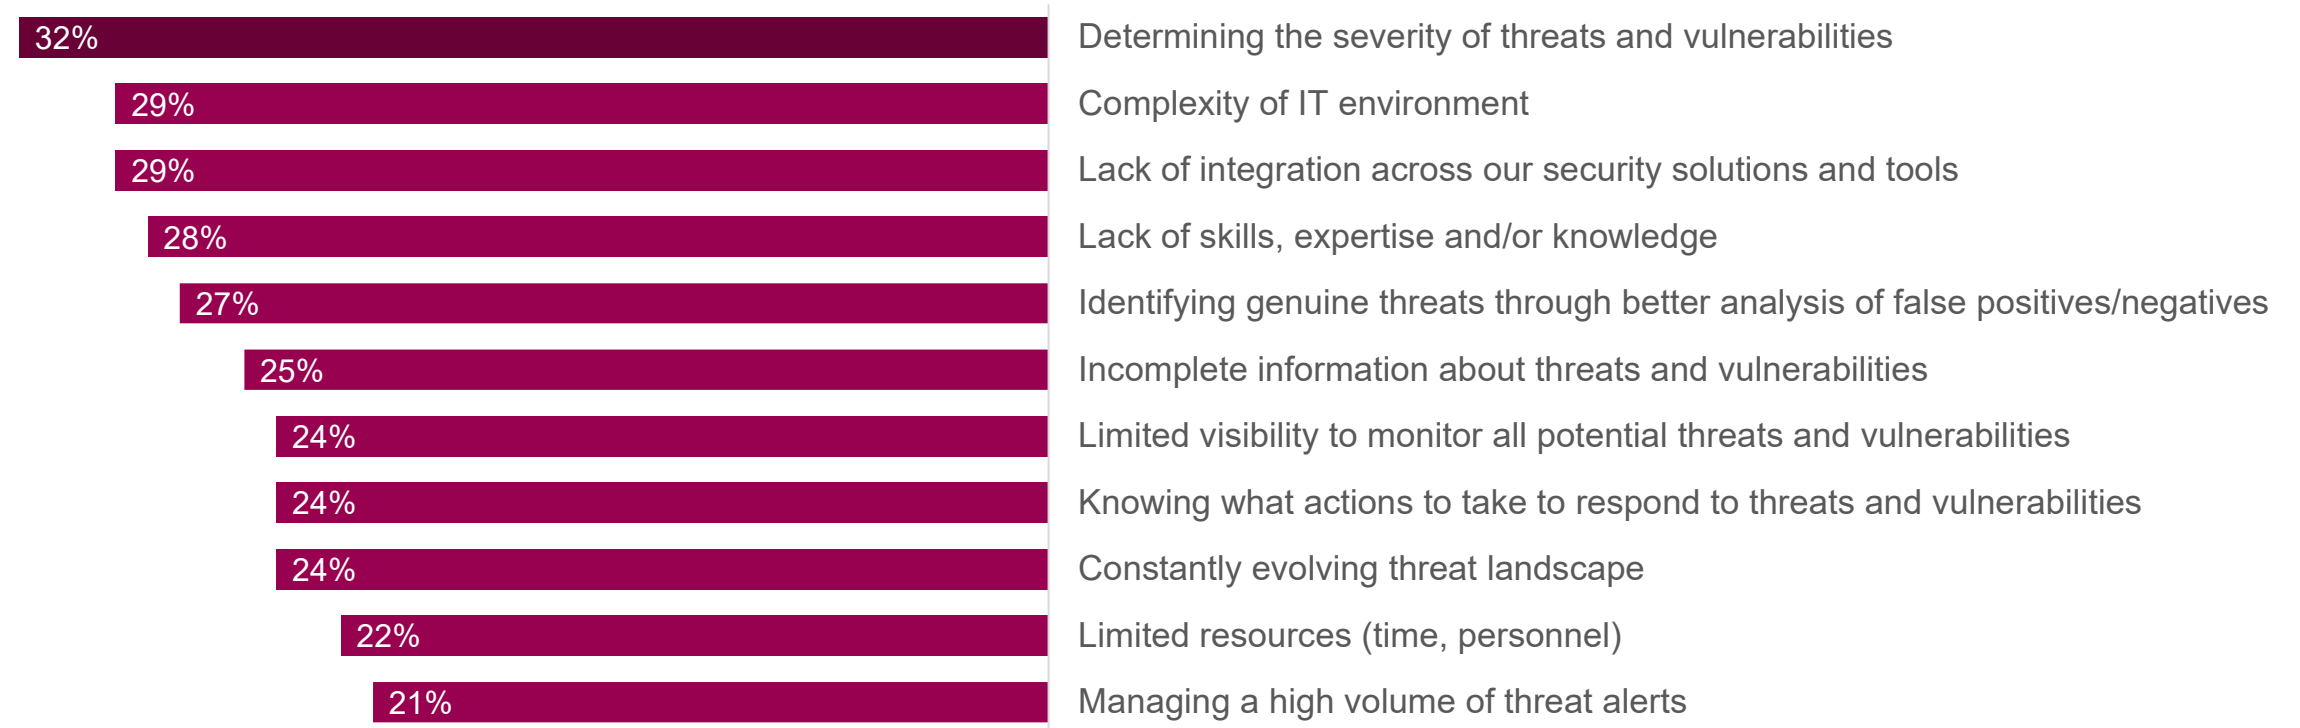 32% Determining the severity of threats and vulnerabilities
29% Complexity of IT environment
29% Lack of integration across our security solutions and tools
28% Lack of skills, expertise and/or knowledge
27% Identifying genuine threats through better analysis of false positives/negatives
25% Incomplete information about threats and vulnerabilities
24% Limited visibility to monitor all potential threats and vulnerabilities
24% Knowing what actions to take to respond to threats and vulnerabilities
24% Constantly evolving threat landscape
22% Limited resources (time, personnel)
21% Managing a high volume of threat alerts